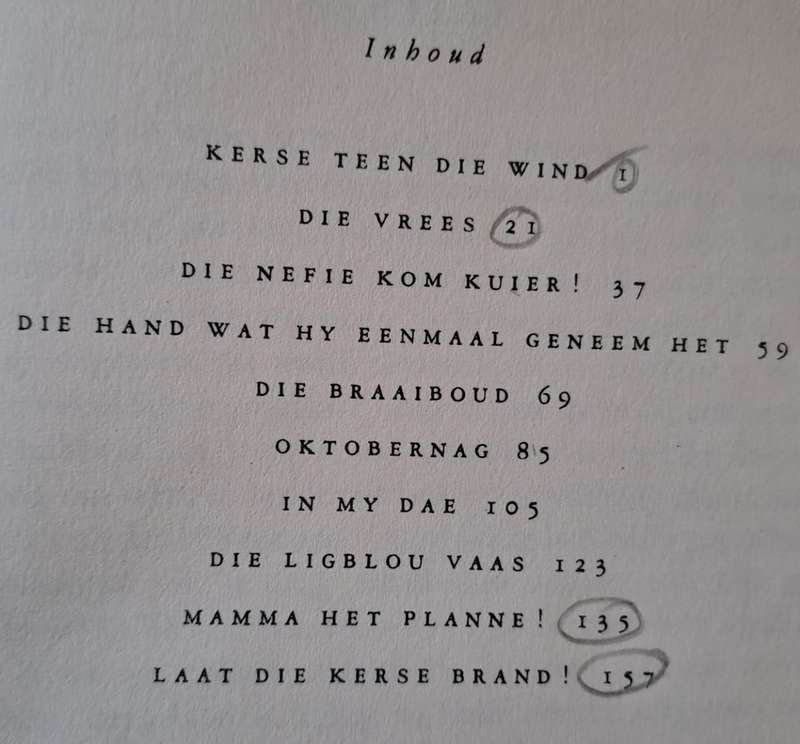 Inhoud
KERSE TEEN DIE WIND 1
DIE VREES 21
DIE NEFIE KOM KUIER! 37
DIE HAND WAT HY EENMAAL GENEEM HET 59
DIE BRAAIBOUD 69
OKTOBERNAG 85
IN MY DAE 105
DIE LIGBLOU VAAS 123
MAMMA HET PLANNE! 135
LAAT DIE KERSE BRAND! 157